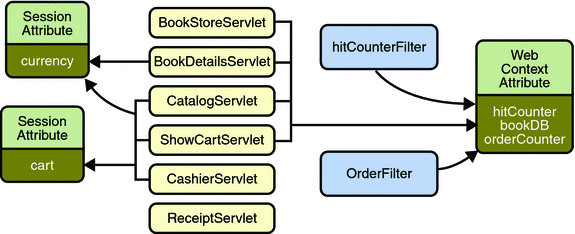 Session
Attribute
currency
Session
Attribute
cart
BookStoreServlet
BookDetailsServlet
CatalogServlet
ShowCartServlet
CashierServlet
ReceiptServlet
hitCounterFilter
OrderFilter
Web
Context
Attribute
hitCounter
bookDB
orderCounter